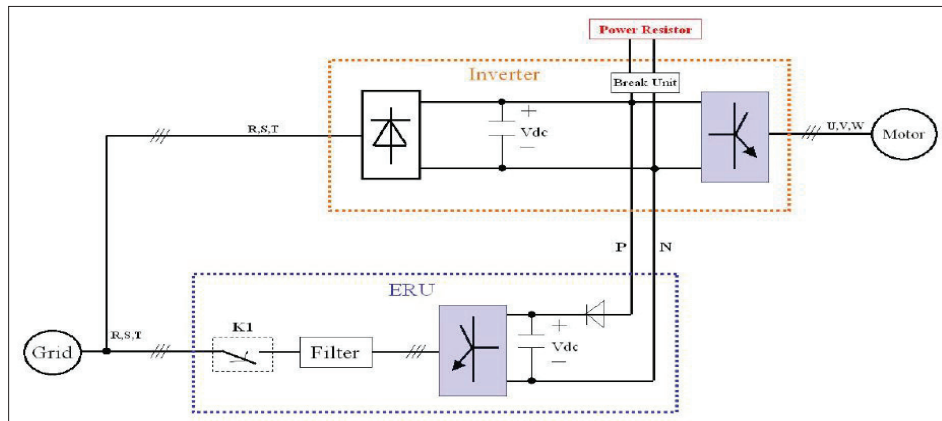 Power Resistor
Inverter
Break Unit
R,S,T
+
Vdc
−
U,V,W
Motor
P N
ERU
K1
R,S,T
Grid
Filter
+
Vdc
−